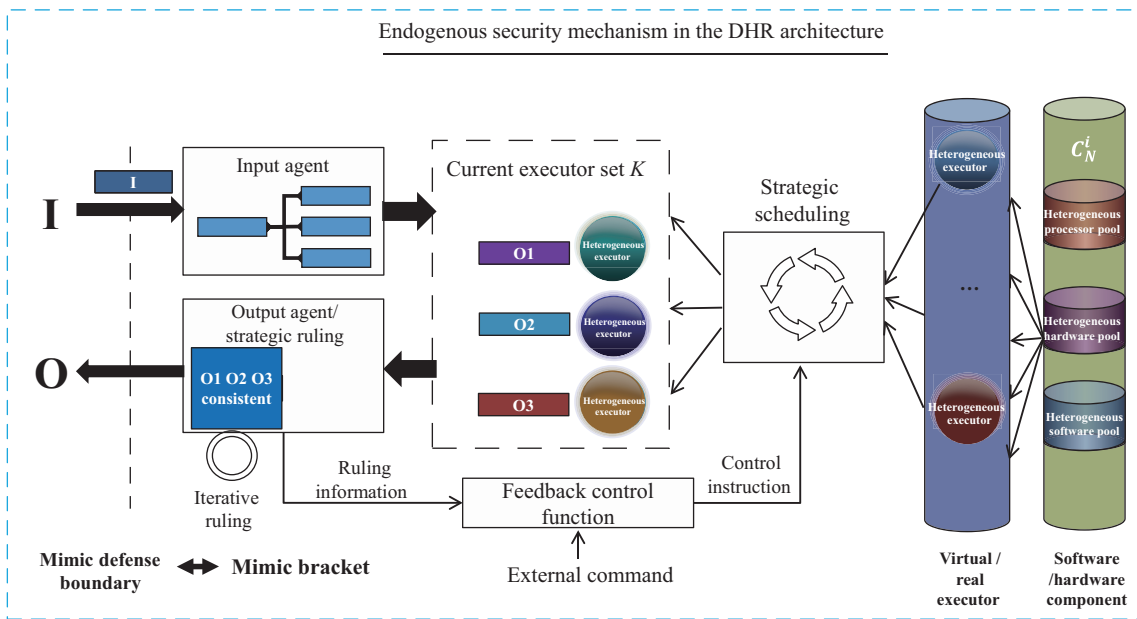 Endogenous security mechanism in the DHR architecture
I
I
Input agent
Current executor set K
O1
Heterogeneous
executor
O2
Heterogeneous
executor
O3
Heterogeneous
executor
Strategic
scheduling
Heterogeneous
executor
...
Heterogeneous
executor
C_N^i
Heterogeneous
processor pool
Heterogeneous
hardware pool
Heterogeneous
software pool
O
Output agent/
strategic ruling
O1 O2 O3
consistent
Iterative
ruling
Ruling
information
Feedback control
function
Control
instruction
External command
Mimic defense
boundary
Mimic bracket
Virtual /
real
executor
Software
/hardware
component